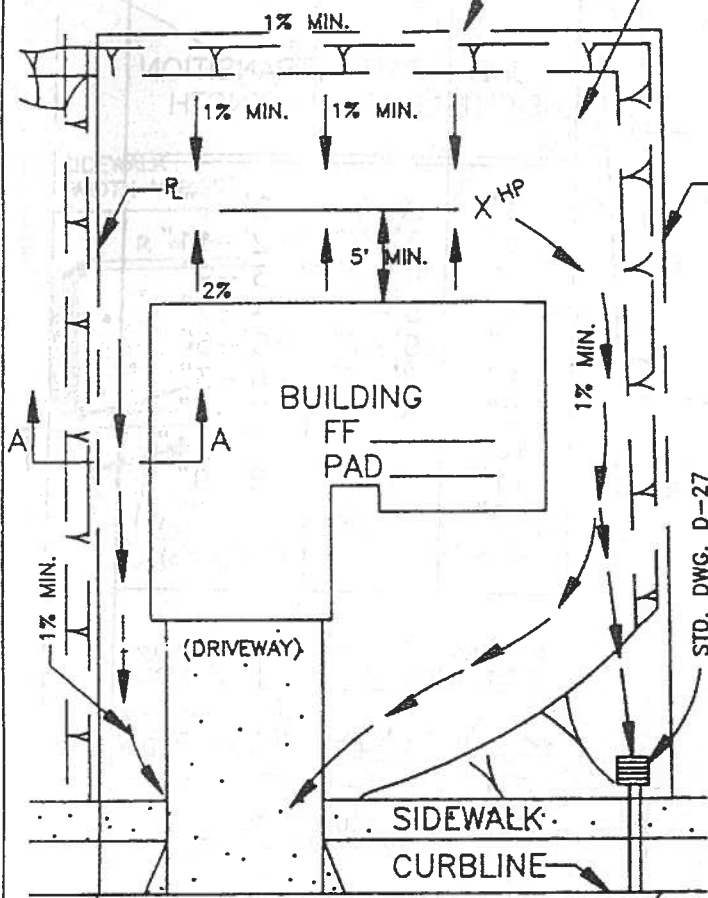 1% MIN.
1% MIN.
1% MIN.
PL
X HP
5' MIN.
2%
1% MIN.
BUILDING
FF
PAD
A
A
STD. DWG. D-27
1% MIN.
(DRIVEWAY)
SIDEWALK
CURBLINE